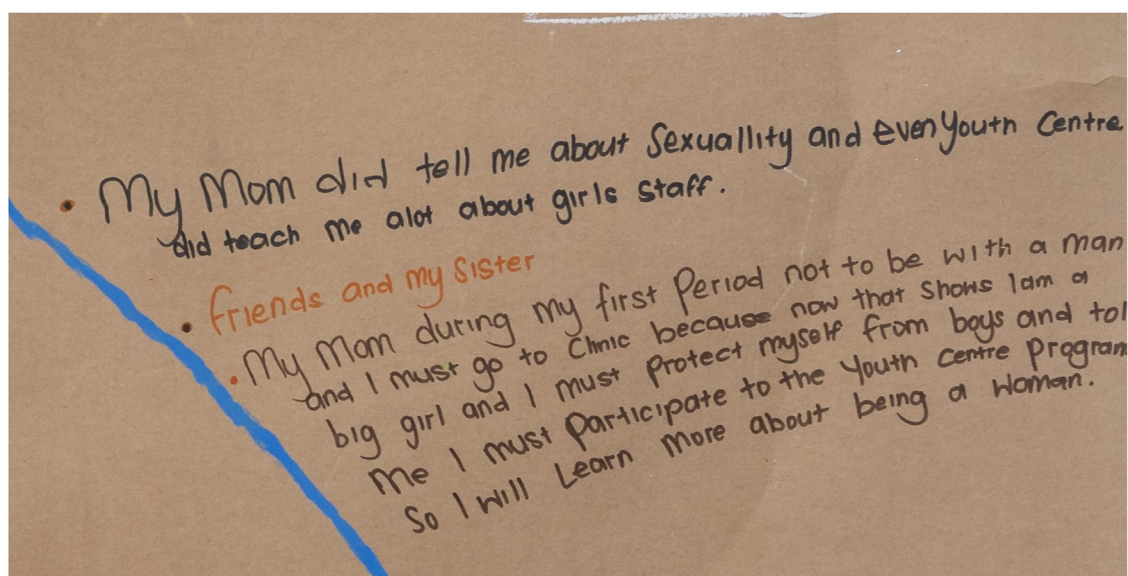 • My Mom did tell me about Sexuallity and even Youth Centre
did teach me alot about girls staff.
• friends and my Sister
• My Mom during my first Period not to be with a man
and I must go to Clinic because now that shows Iam a
big girl and I must Protect myself from boys and tol
me I must Participate to the Youth Centre Program
So I will Learn more about being a Woman.